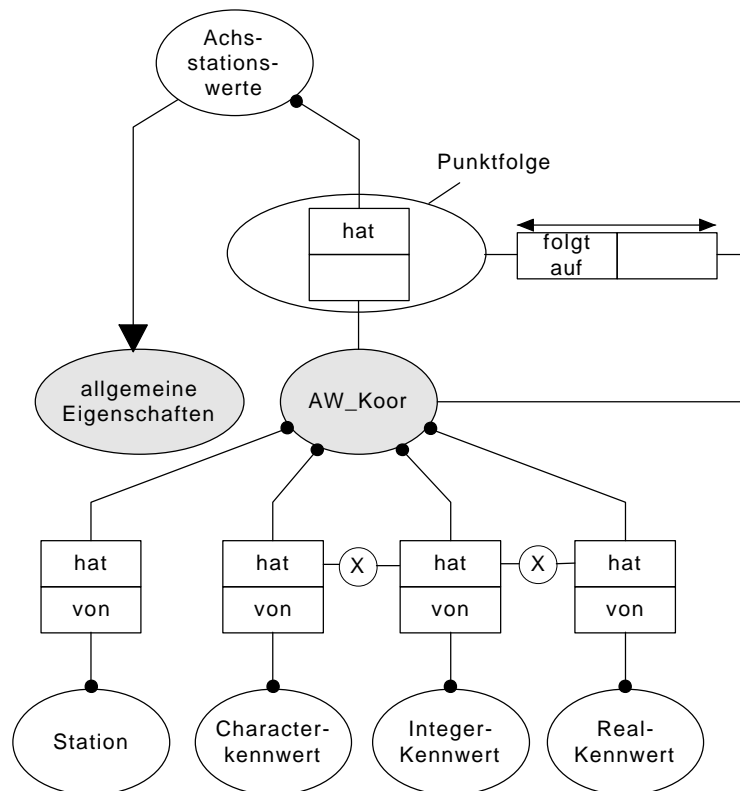 Achs-
stations-
werte
Punktfolge
hat
folgt
auf
allgemeine
Eigenschaften
AW_Koor
hat
hat
X
hat
X
hat
von
von
von
von
Station
Character-
kennwert
Integer-
Kennwert
Real-
Kennwert